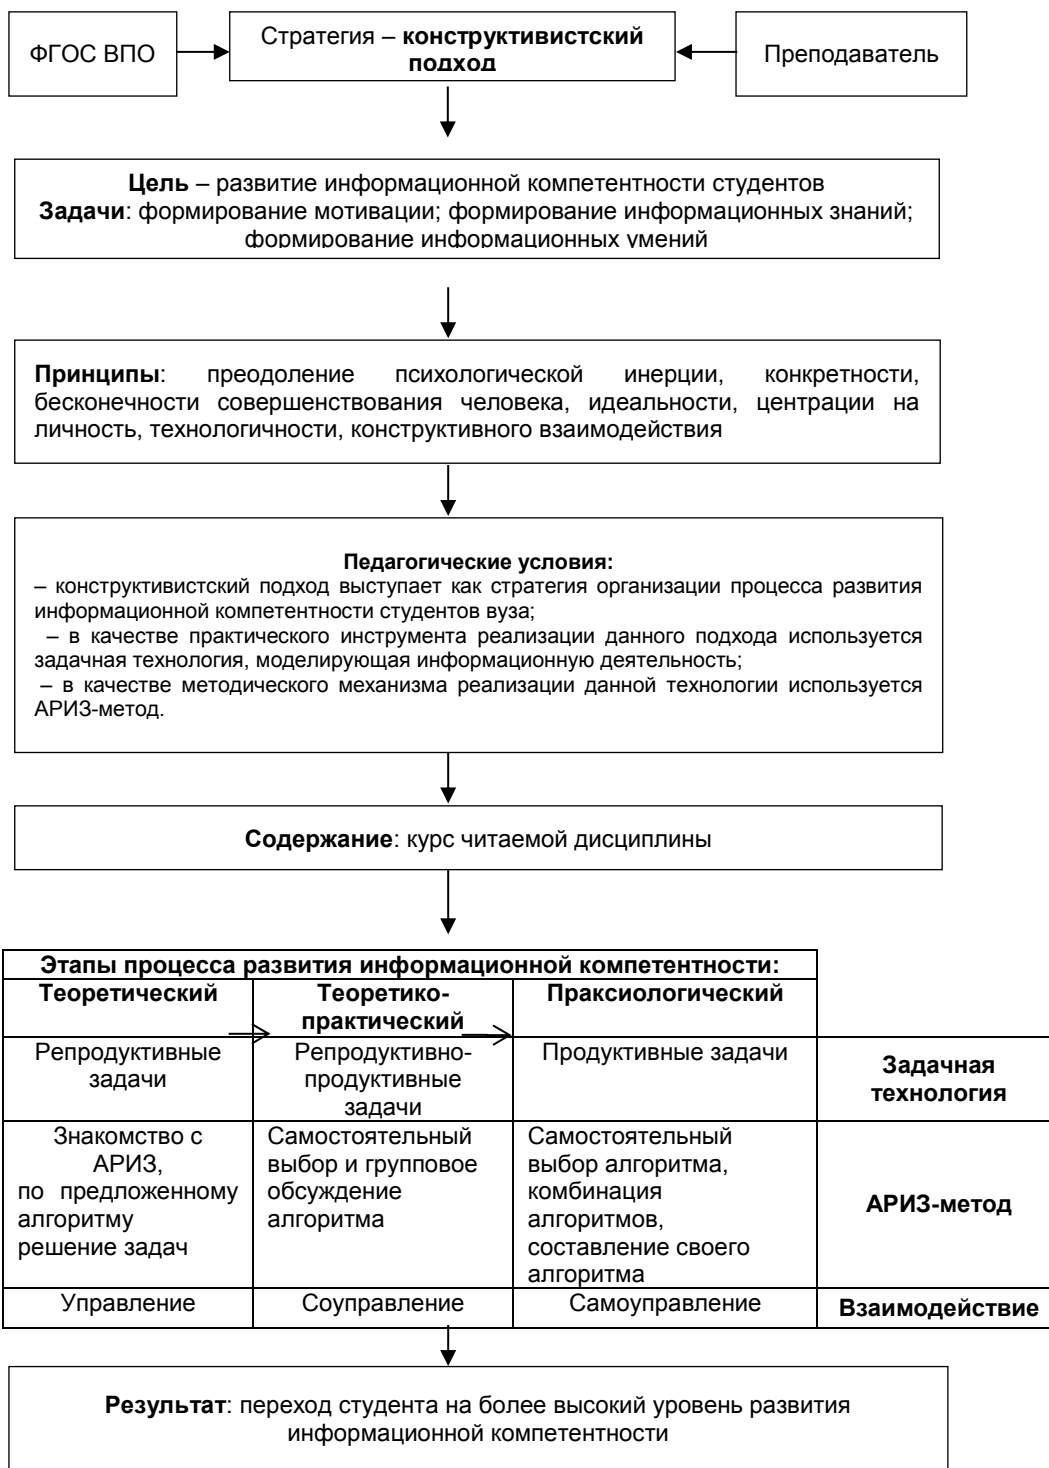 ФГОС ВПО
Стратегия – конструктивистский
подход
Преподаватель
Цель – развитие информационной компетентности студентов
Задачи: формирование мотивации; формирование информационных знаний;
формирование информационных умений
Принципы: преодоление психологической инерции, конкретности,
бесконечности совершенствования человека, идеальности, центрации на
личность, технологичности, конструктивного взаимодействия
Педагогические условия:
– конструктивистский подход выступает как стратегия организации процесса развития
информационной компетентности студентов вуза;
– в качестве практического инструмента реализации данного подхода используется
задачная технология, моделирующая информационную деятельность;
– в качестве методического механизма реализации данной технологии используется
АРИЗ-метод.
Содержание: курс читаемой дисциплины
Этапы процесса развития информационной компетентности:
Теоретический
Теоретико-
практический
Праксиологический
Репродуктивные
задачи
Репродуктивно-
продуктивные
задачи
Продуктивные задачи
Задачная
технология
Знакомство с
АРИЗ,
по предложенному
алгоритму
решение задач
Самостоятельный
выбор и групповое
обсуждение
алгоритма
Самостоятельный
выбор алгоритма,
комбинация
алгоритмов,
составление своего
алгоритма
АРИЗ-метод
Управление
Соуправление
Самоуправление
Взаимодействие
Результат: переход студента на более высокий уровень развития
информационной компетентности